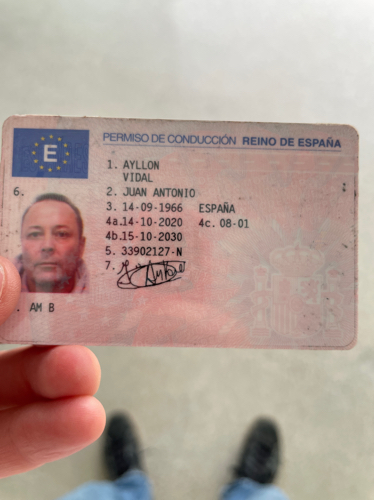 E
PERMISO DE CONDUCCIÓN REINO DE ESPAÑA
1. AYLLON
VIDAL
2. JUAN ANTONIO
3. 14-09-1966 ESPAÑA
4a.14-10-2020 4c. 08-01
4b.15-10-2030
5. 33902127-N
6.
7.
AM B